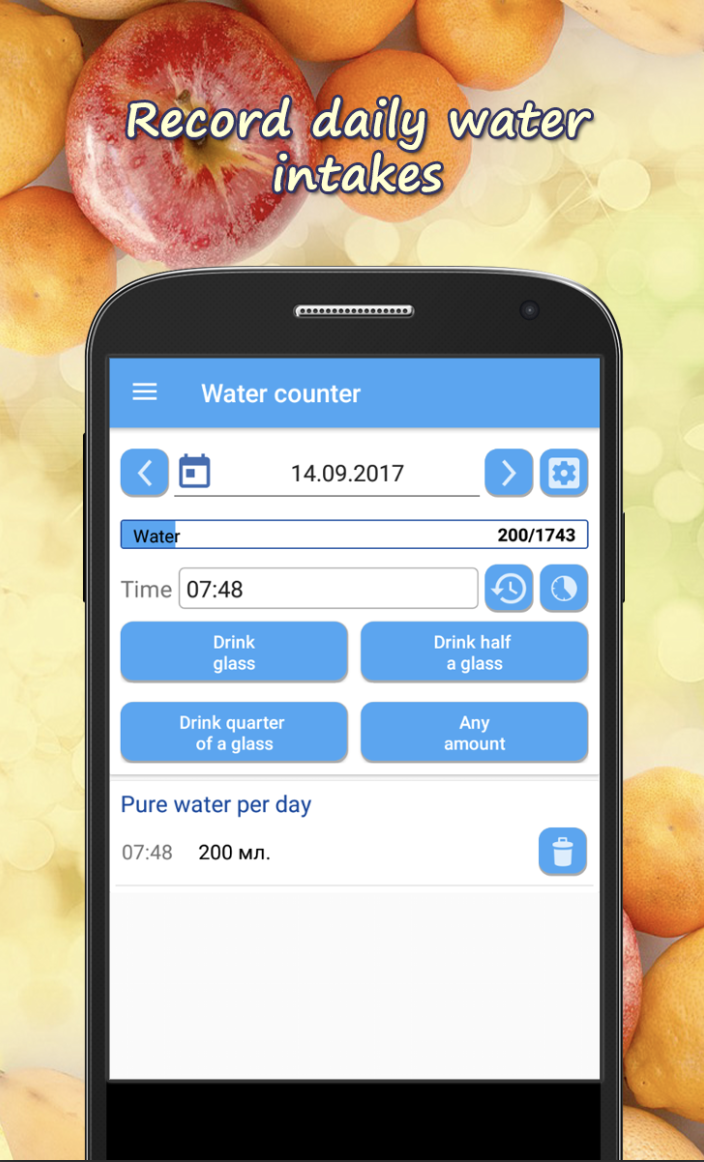 Record daily water
intakes
Water counter
14.09.2017
Water 200/1743
Time 07:48
Drink
glass
Drink half
a glass
Drink quarter
of a glass
Any
amount
Pure water per day
07:48 200 мл.